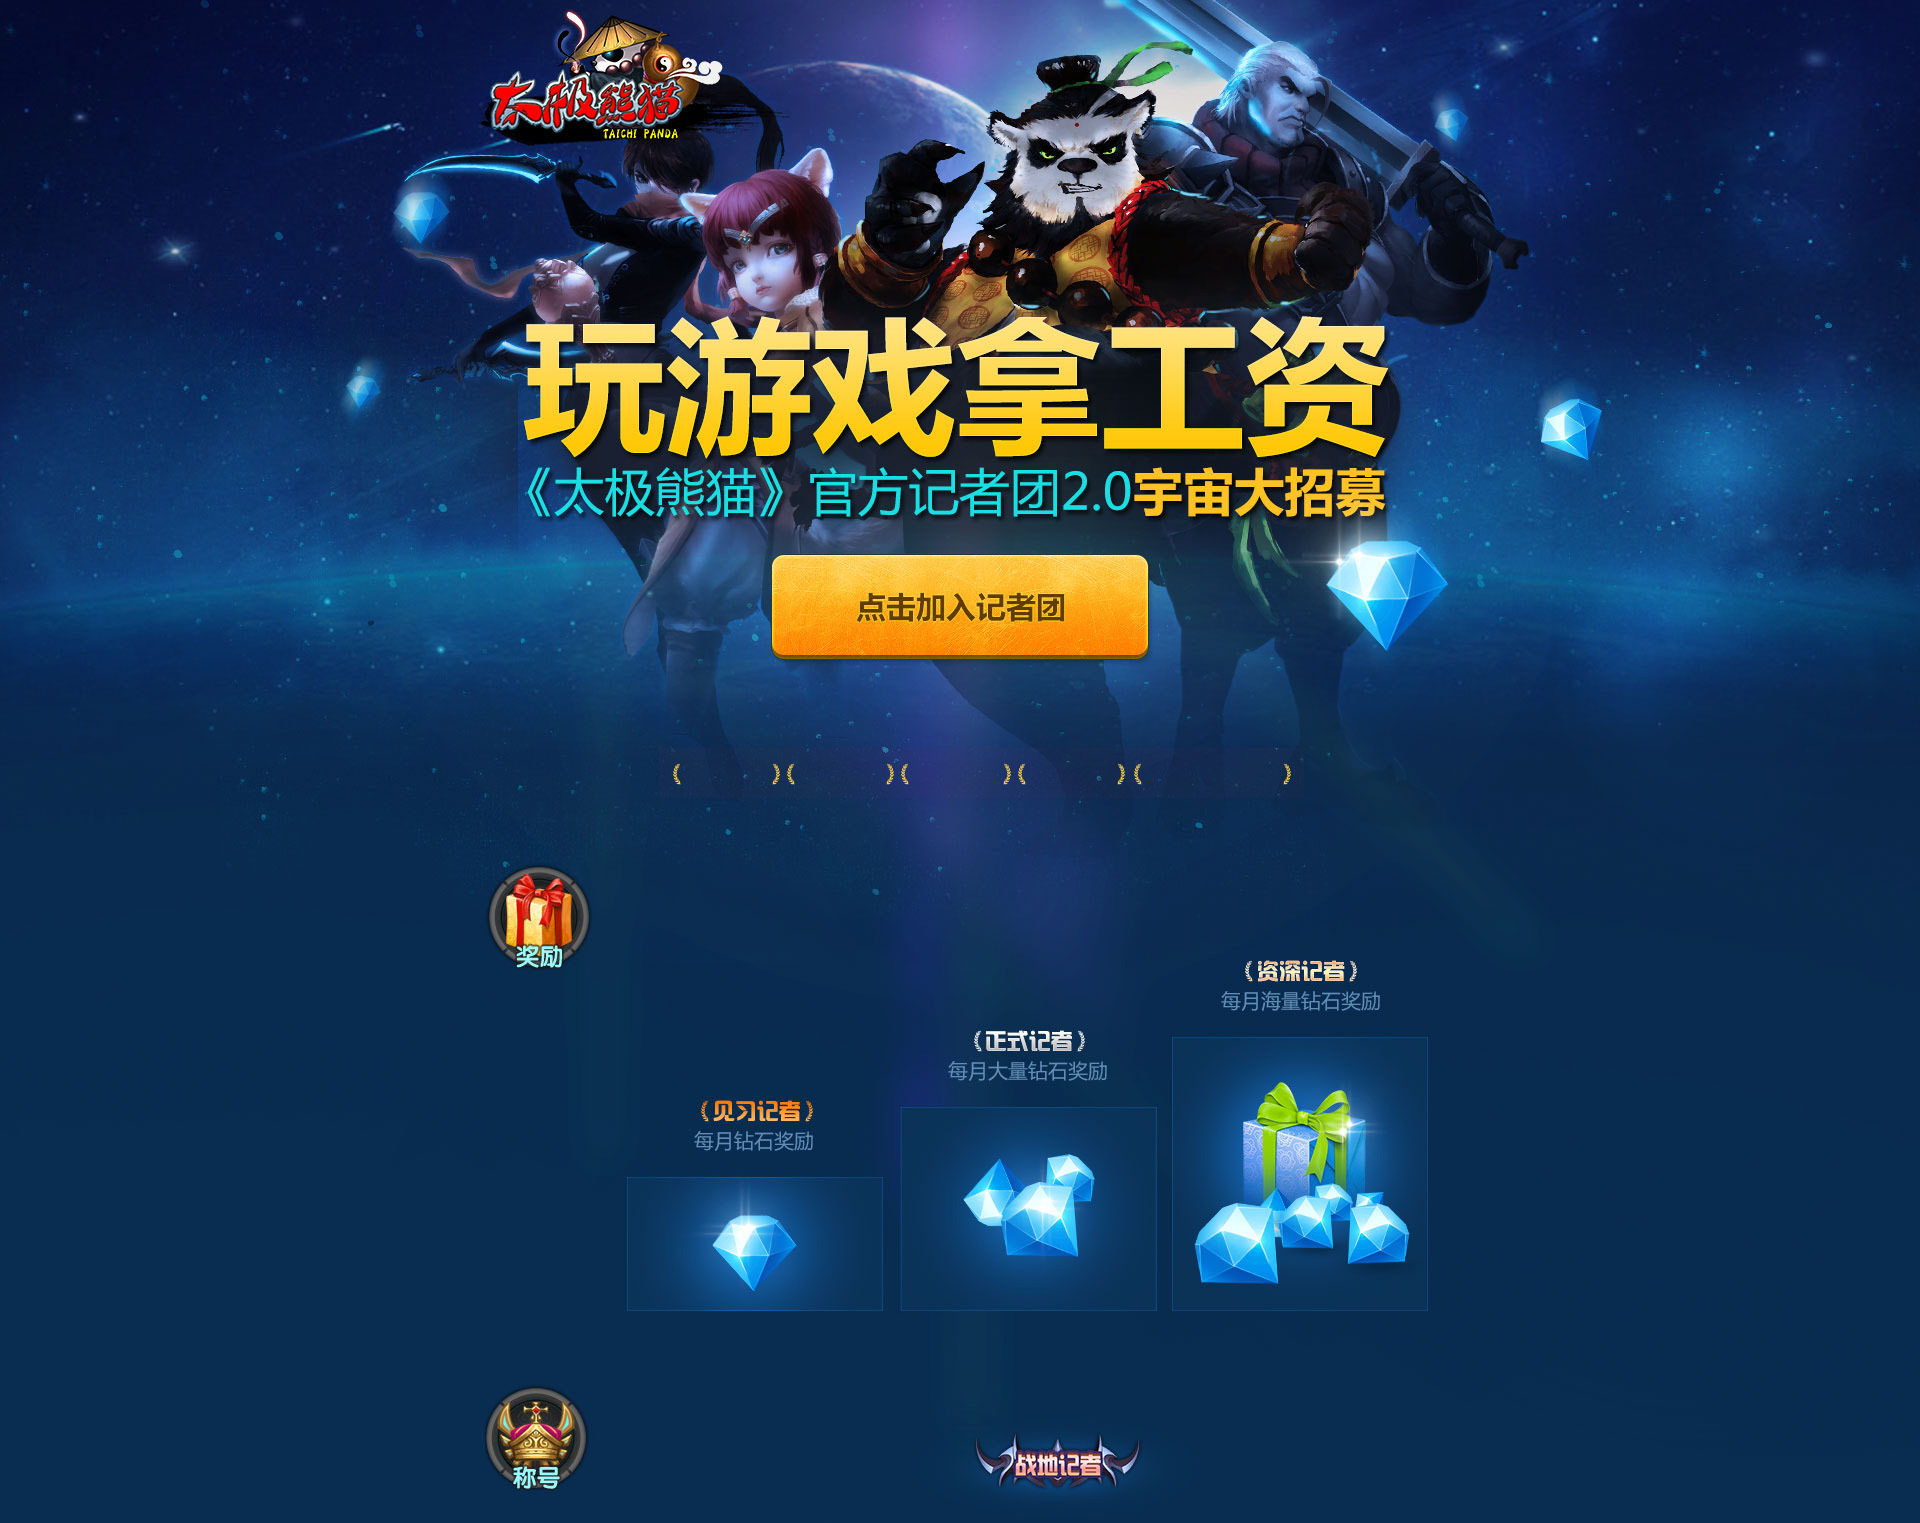 太极熊猫
TAICHI PANDA
玩游戏拿工资
《太极熊猫》官方记者团2.0宇宙大招募
点击加入记者团
奖励
资深记者
每月海量钻石奖励
正式记者
每月大量钻石奖励
见习记者
每月钻石奖励
称号
战地记者